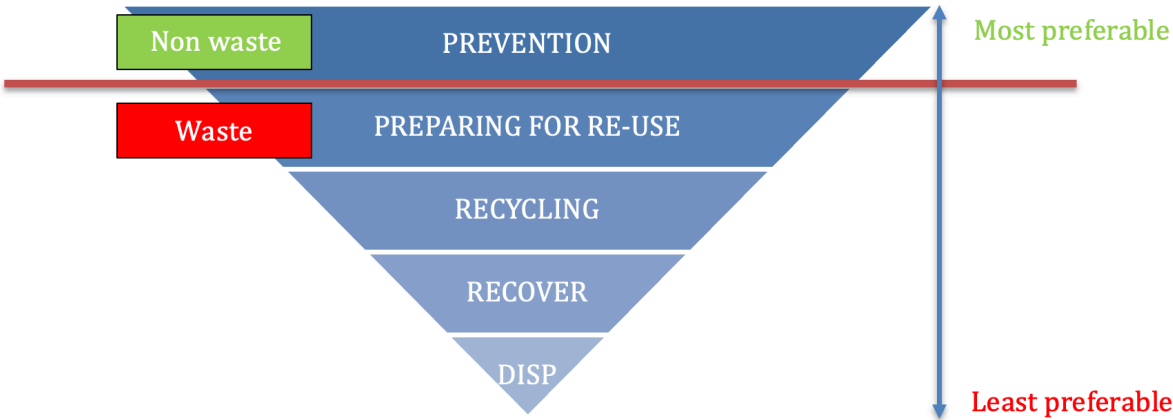 Non waste
PREVENTION
Most preferable
Waste
PREPARING FOR RE-USE
RECYCLING
RECOVER
DISP
Least preferable